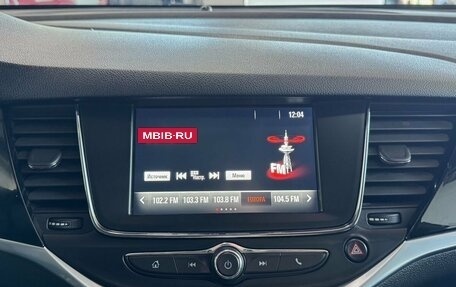 12:04
MBIB-RU
FM
Источник
Настр.
Меню
102.2 FM 103.3 FM 103.8 FM 104.5 FM